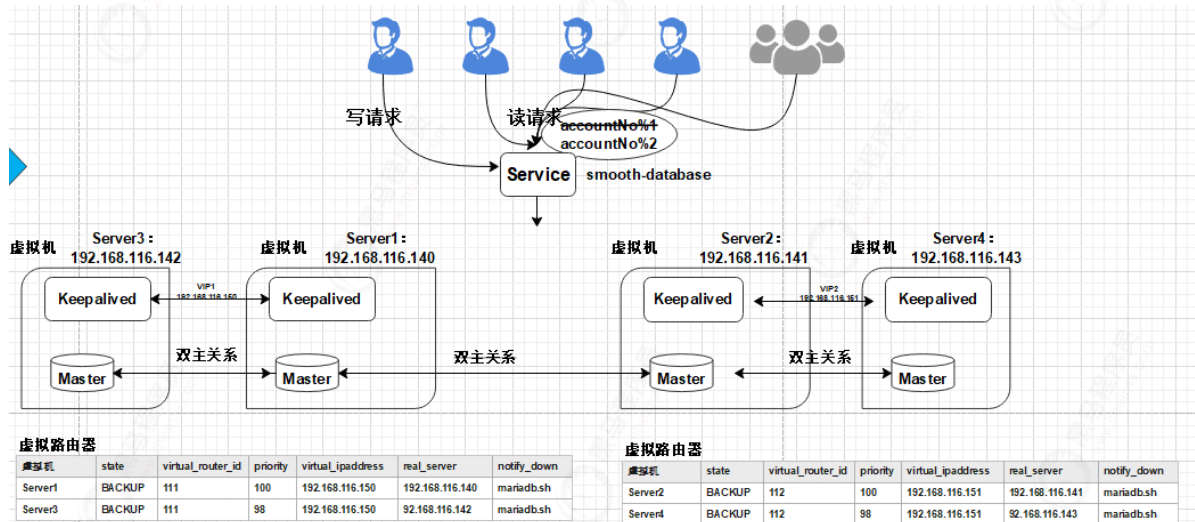 写请求
读请求
accountNo%1
accountNo%2
Service
smooth-database
虚拟机
Server3：
192.168.116.142
虚拟机
Server1：
192.168.116.140
虚拟机
Server2：
192.168.116.141
虚拟机
Server4：
192.168.116.143
Keepalived
VIP1
192.168.116.150
Keepalived
Keepalived
VIP2
192.168.116.151
Keepalived
Master
双主关系
Master
双主关系
Master
双主关系
Master
虚拟路由器
虚拟机 state virtual_router_id priority virtual_ipaddress real_server notify_down
Server1 BACKUP 111 100 192.168.116.150 192.168.116.140 mariadb.sh
Server3 BACKUP 111 98 192.168.116.150 92.168.116.142 mariadb.sh
虚拟路由器
虚拟机 state virtual_router_id priority virtual_ipaddress real_server notify_down
Server2 BACKUP 112 100 192.168.116.151 192.168.116.141 mariadb.sh
Server4 BACKUP 112 98 192.168.116.151 92.168.116.143 mariadb.sh